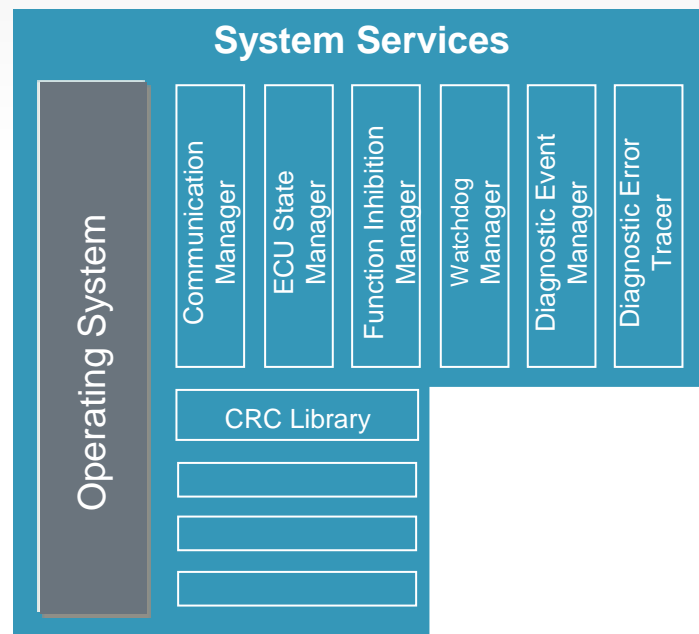 System Services
Operating System
Communication
Manager
ECU State
Manager
Function Inhibition
Manager
Watchdog
Manager
Diagnostic Event
Manager
Diagnostic Error
Tracer
CRC Library